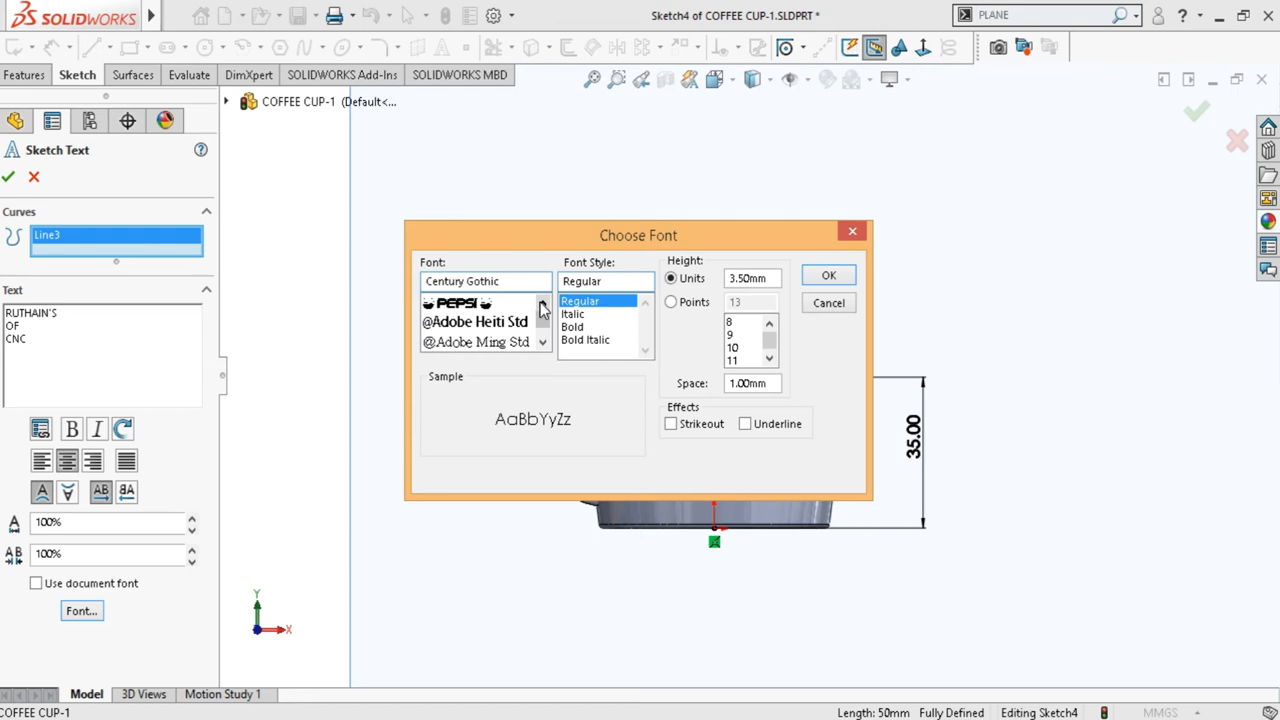 SOLIDWORKS
Sketch4 of COFFEE CUP-1.SLDPRT *
PLANE
Features
Sketch
Surfaces
Evaluate
DimXpert
SOLIDWORKS Add-Ins
SOLIDWORKS MBD
COFFEE CUP-1 (Default<...
Sketch Text
Curves
Line3
Text
RUTHAIN'S
OF
CNC
B I
AB
100%
AB
100%
Use document font
Font...
Choose Font
Font:
Century Gothic
PEPSI
@Adobe Heiti Std
@Adobe Ming Std
Font Style:
Regular
Regular
Italic
Bold
Bold Italic
Height:
Units
3.50mm
Points
13
8
9
10
11
Space:
1.00mm
OK
Cancel
Sample
AaBbYyZz
Effects
Strikeout
Underline
35.00
Y
X
Model
3D Views
Motion Study 1
COFFEE CUP-1
Length: 50mm
Fully Defined
Editing Sketch4
MMGS